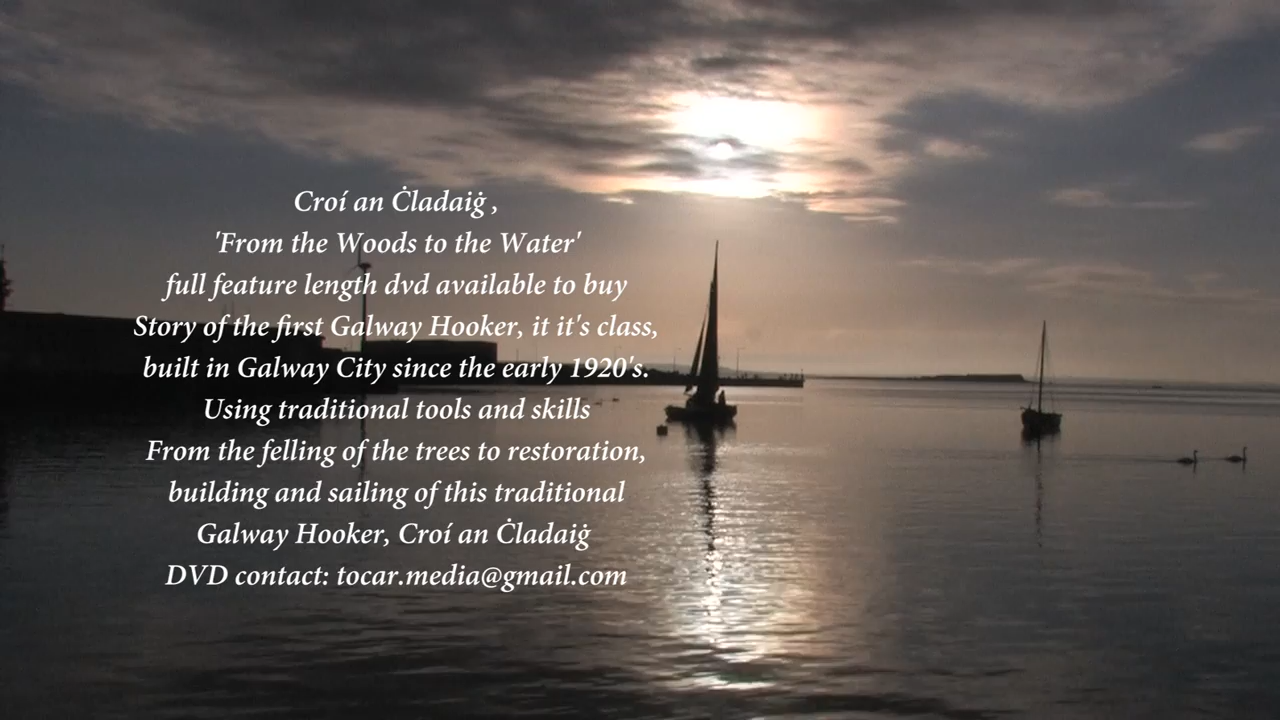 Croí an Ċladaiġ ,
'From the Woods to the Water'
full feature length dvd available to buy
Story of the first Galway Hooker, it it's class,
built in Galway City since the early 1920's.
Using traditional tools and skills
From the felling of the trees to restoration,
building and sailing of this traditional
Galway Hooker, Croí an Ċladaiġ
DVD contact: tocar.media@gmail.com